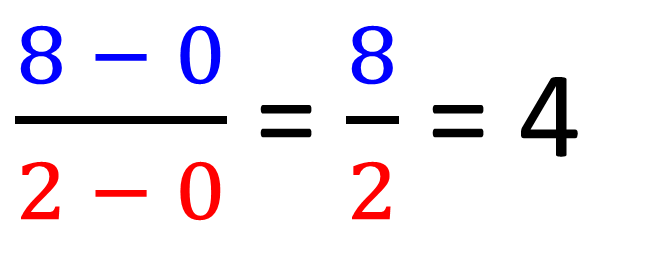 8 − 0 = 8 = 4
2 − 0 2